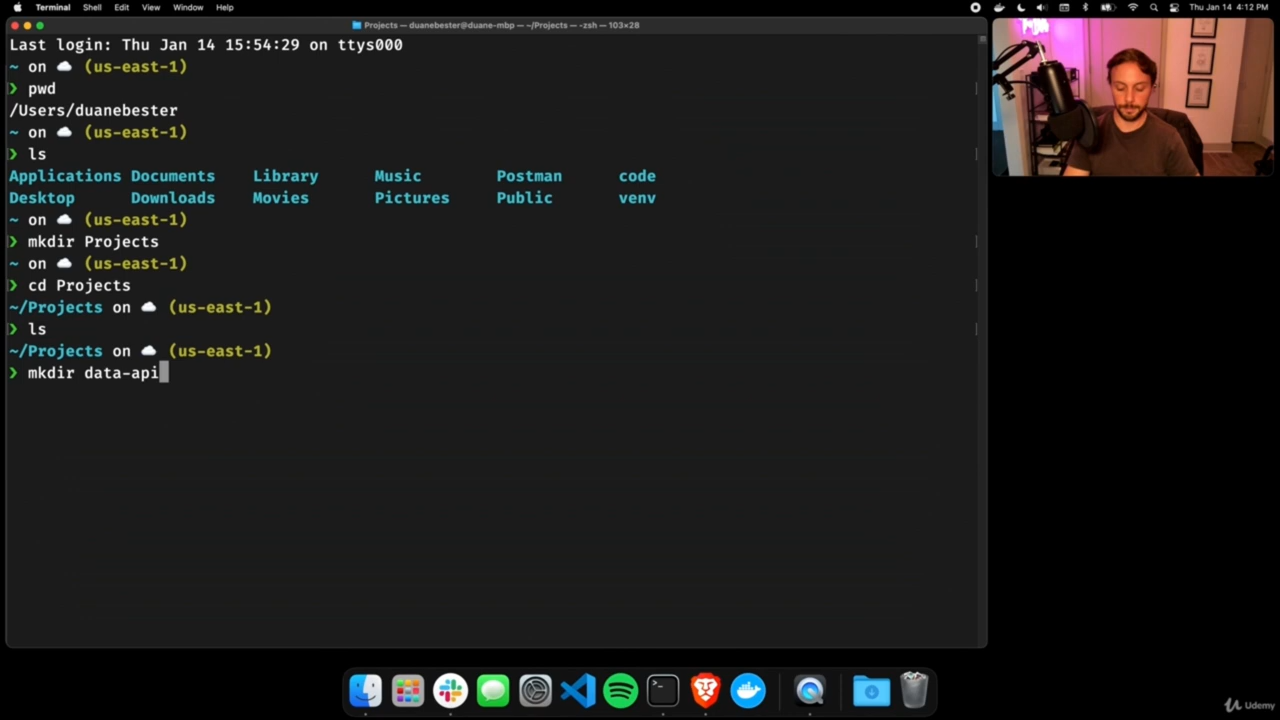 Terminal Shell Edit View Window Help Thu Jan 14 4:12 PM
Projects — duanebester@duane-mbp — ~/Projects — -zsh — 103×28
Last login: Thu Jan 14 15:54:29 on ttys000
~ on ☁️ (us-east-1)
❯ pwd
/Users/duanebester
~ on ☁️ (us-east-1)
❯ ls
Applications Documents Library Music Postman code
Desktop Downloads Movies Pictures Public venv
~ on ☁️ (us-east-1)
❯ mkdir Projects
~ on ☁️ (us-east-1)
❯ cd Projects
~/Projects on ☁️ (us-east-1)
❯ ls
~/Projects on ☁️ (us-east-1)
❯ mkdir data-api
Udemy